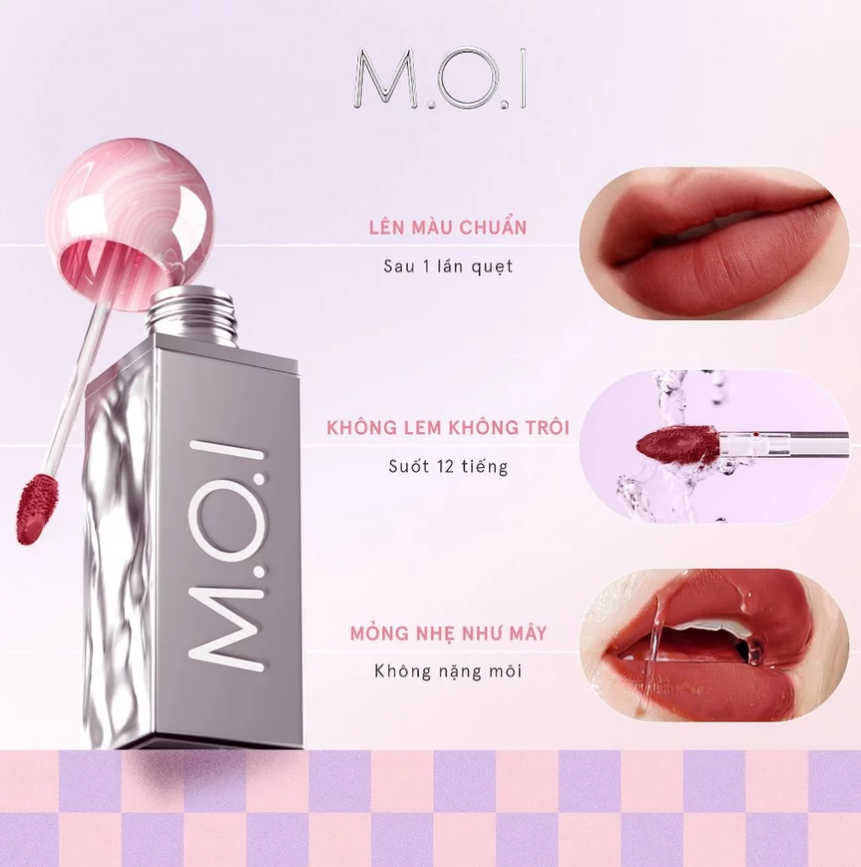 M.O.I
LÊN MÀU CHUẨN
Sau 1 lần quẹt
KHÔNG LEM KHÔNG TRÔI
Suốt 12 tiếng
M.O.I
MỎNG NHẸ NHƯ MÂY
Không nặng môi